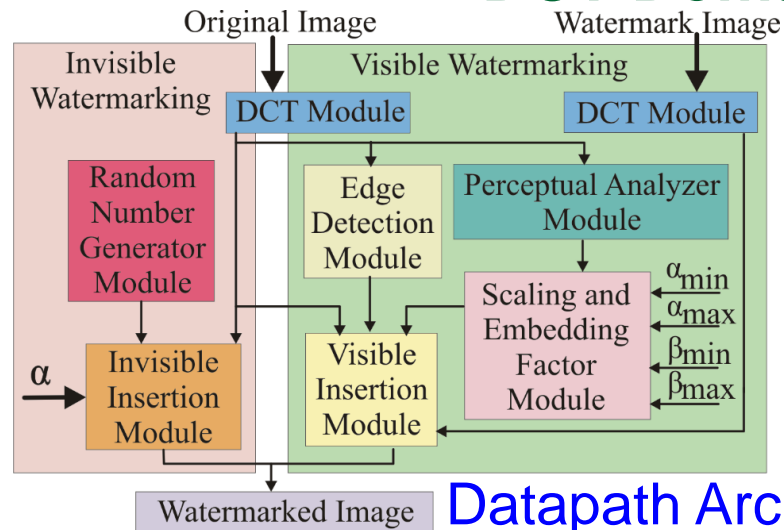 Original Image
Watermark Image
Invisible
Watermarking
Visible Watermarking
DCT Module
DCT Module
Random
Number
Generator
Module
Edge
Detection
Module
Perceptual Analyzer
Module
Scaling and
Embedding
Factor
Module
αmin
αmax
βmin
βmax
α
Invisible
Insertion
Module
Visible
Insertion
Module
Watermarked Image
Datapath Arc